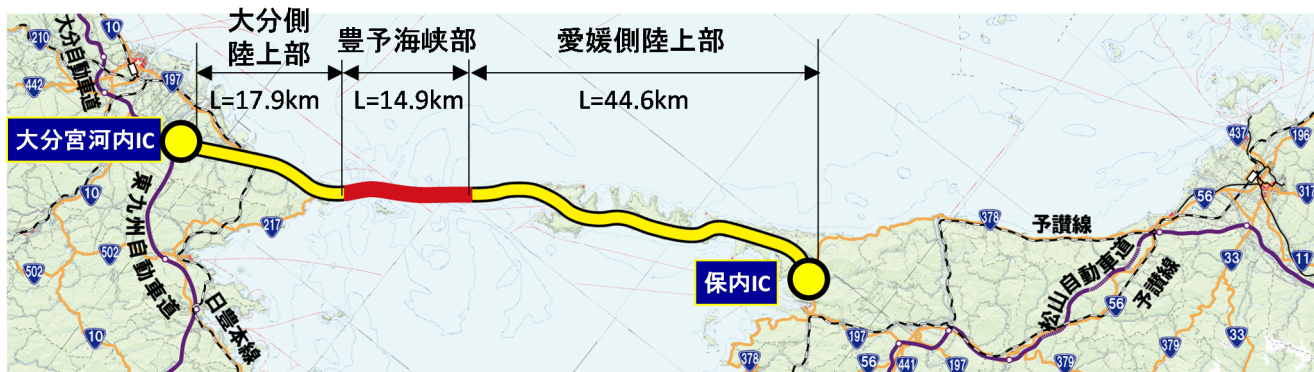 大分側
陸上部
豊予海峡部
愛媛側陸上部
L=17.9km
L=14.9km
L=44.6km
大分自動車道
10
210
442
197
大分宮河内IC
東九州自動車道
10
217
502
502
日豊本線
10
保内IC
378
予讃線
松山自動車道
予讃線
437
196
56
317
33
11
56
197
378
56
441
197
379
379
33